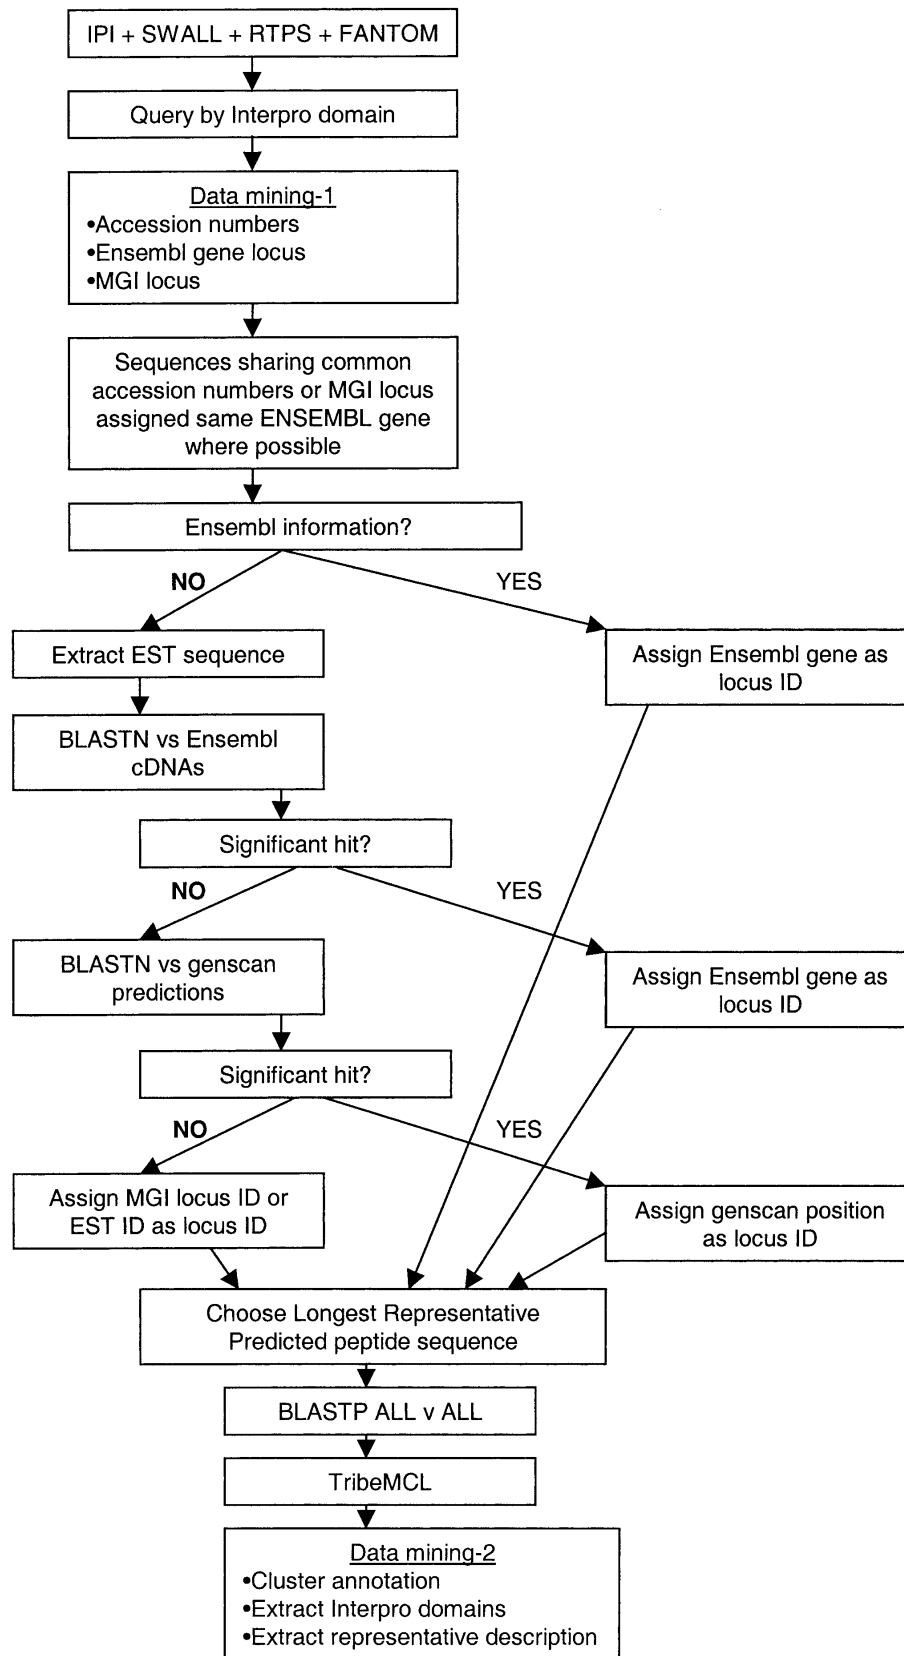 IPI + SWALL + RTPS + FANTOM
Query by Interpro domain
Data mining-1
•Accession numbers
•Ensembl gene locus
•MGI locus
Sequences sharing common
accession numbers or MGI locus
assigned same ENSEMBL gene
where possible
Ensembl information?
NO
YES
Extract EST sequence
Assign Ensembl gene as
locus ID
BLASTN vs Ensembl
cDNAs
Significant hit?
NO
YES
BLASTN vs genscan
predictions
Assign Ensembl gene as
locus ID
Significant hit?
NO
YES
Assign MGI locus ID or
EST ID as locus ID
Assign genscan position
as locus ID
Choose Longest Representative
Predicted peptide sequence
BLASTP ALL v ALL
TribeMCL
Data mining-2
•Cluster annotation
•Extract Interpro domains
•Extract representative description